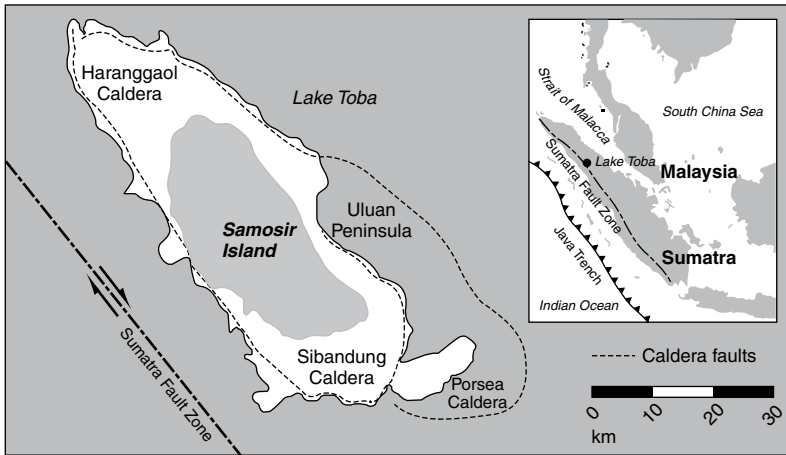 Haranggaol
Caldera
Lake Toba
Uluan
Peninsula
Samosir
Island
Sibandung
Caldera
Porsea
Caldera
Sumatra Fault Zone
Strait of Malacca
South China Sea
Lake Toba
Malaysia
Sumatra Fault Zone
Java Trench
Sumatra
Indian Ocean
Caldera faults
0 10 20 30
km